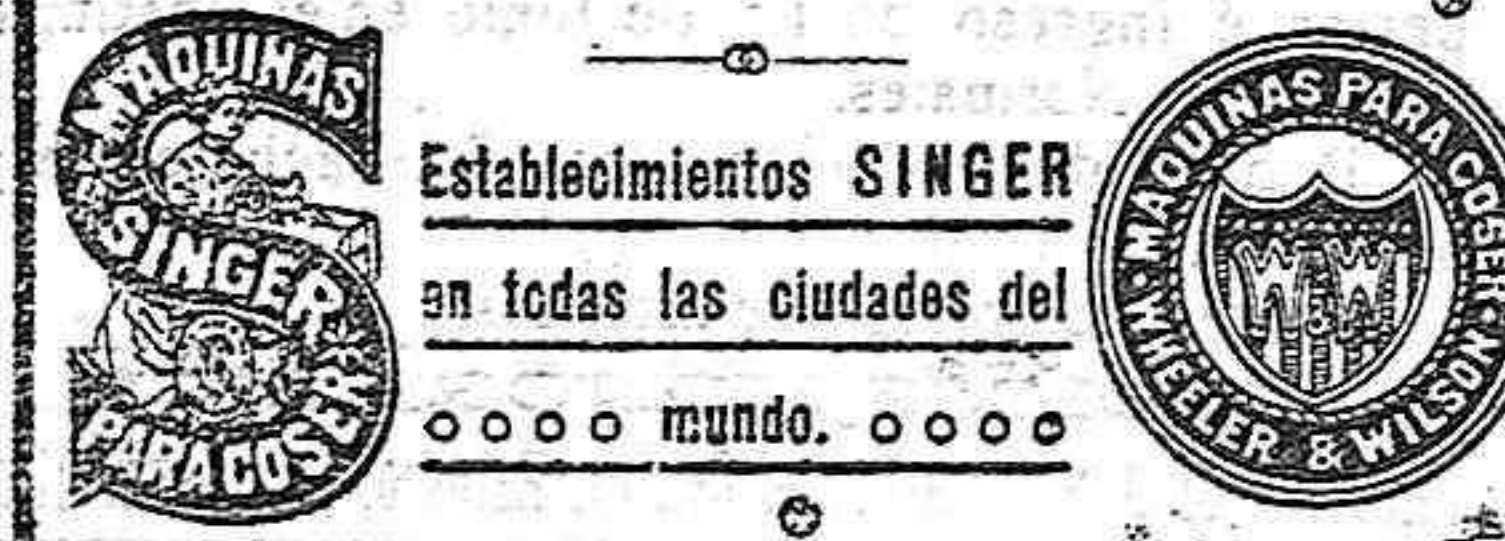 MAQUINAS
SINGER
PARA COSER
Establecimientos SINGER
en todas las ciudades del
mundo.
MAQUINAS PARA COSER
WHEELER & WILSON
W&W